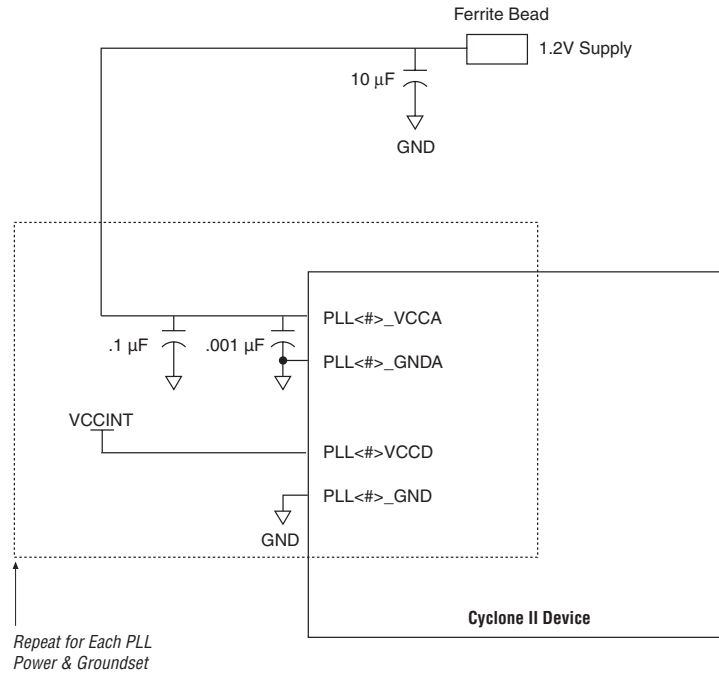 Ferrite Bead
1.2V Supply
10 µF
GND
PLL<#>_VCCA
.1 µF
.001 µF
PLL<#>_GNDA
VCCINT
PLL<#>VCCD
PLL<#>_GND
GND
Cyclone II Device
Repeat for Each PLL
Power & Groundset